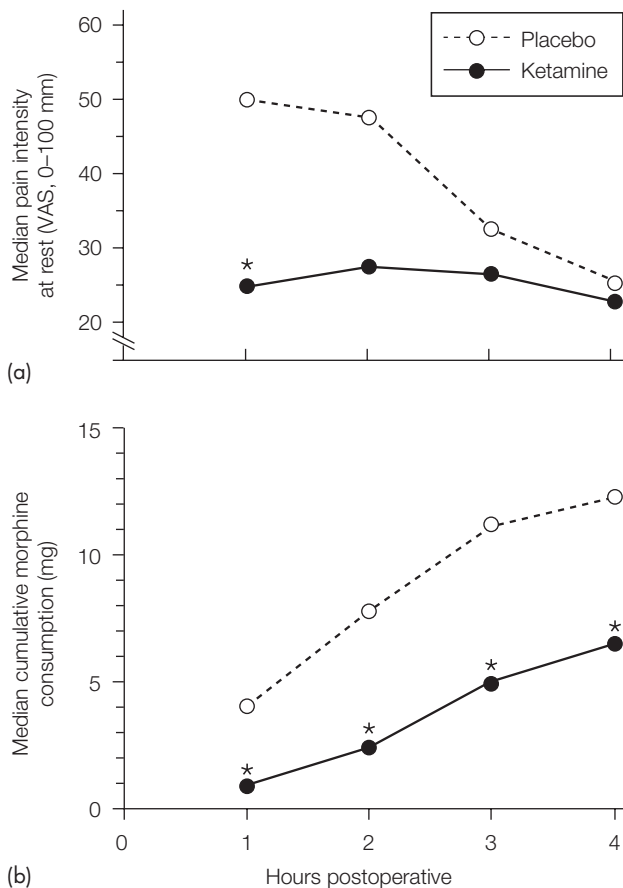 60
50
40
30
20
Median pain intensity
at rest (VAS, 0–100 mm)
Placebo
Ketamine
*
(a)
15
10
5
0
Median cumulative morphine
consumption (mg)
*
*
*
*
0 1 2 3 4
Hours postoperative
(b)